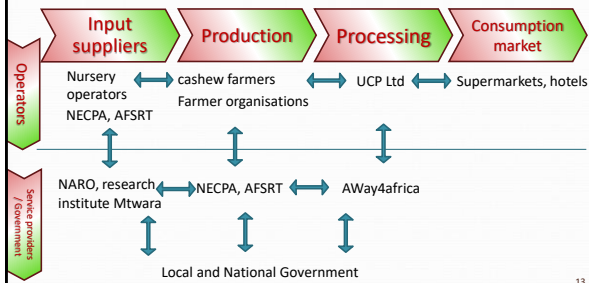 Input
suppliers
Production
Processing
Consumption
market
Operators
Nursery
operators
NECPA, AFSRT
cashew farmers
Farmer organisations
UCP Ltd
Supermarkets, hotels
Service providers
/ Government
NARO, research
institute Mtwara
NECPA, AFSRT
AWay4africa
Local and National Government
13